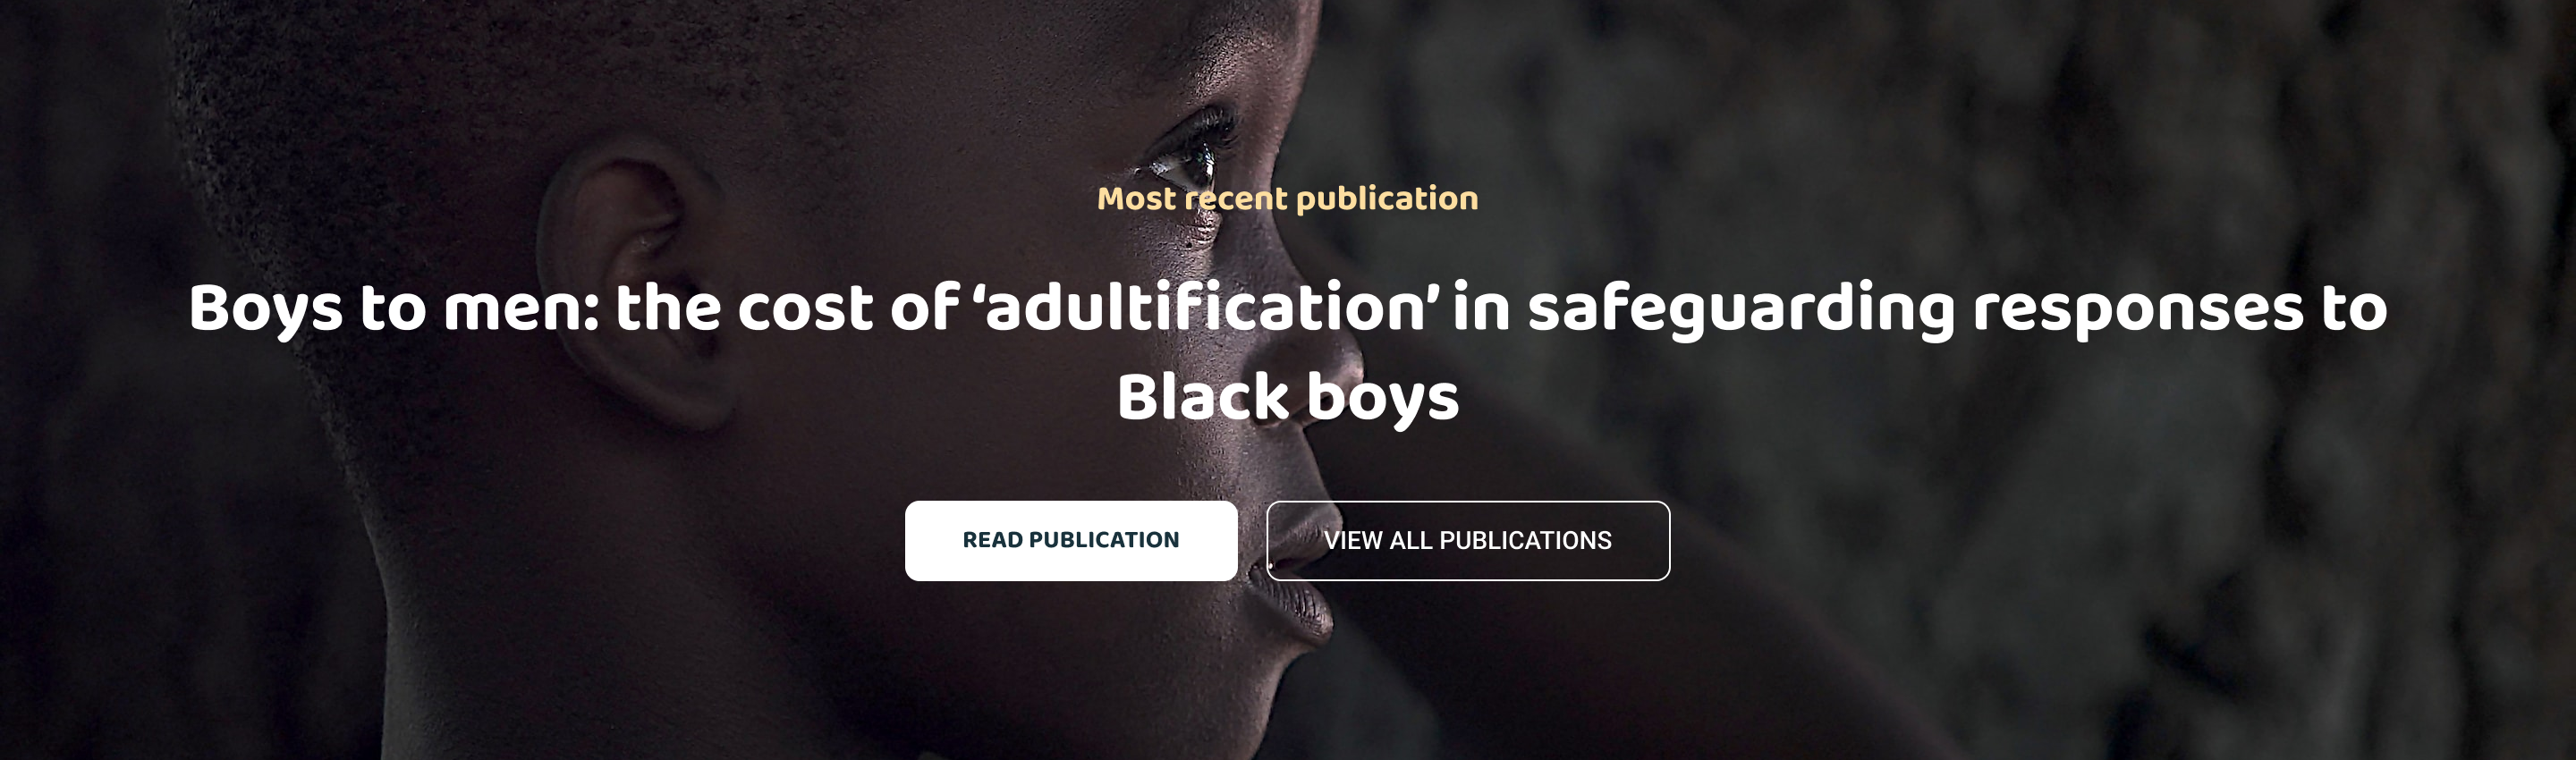 Most recent publication
Boys to men: the cost of ‘adultification’ in safeguarding responses to
Black boys
READ PUBLICATION
VIEW ALL PUBLICATIONS